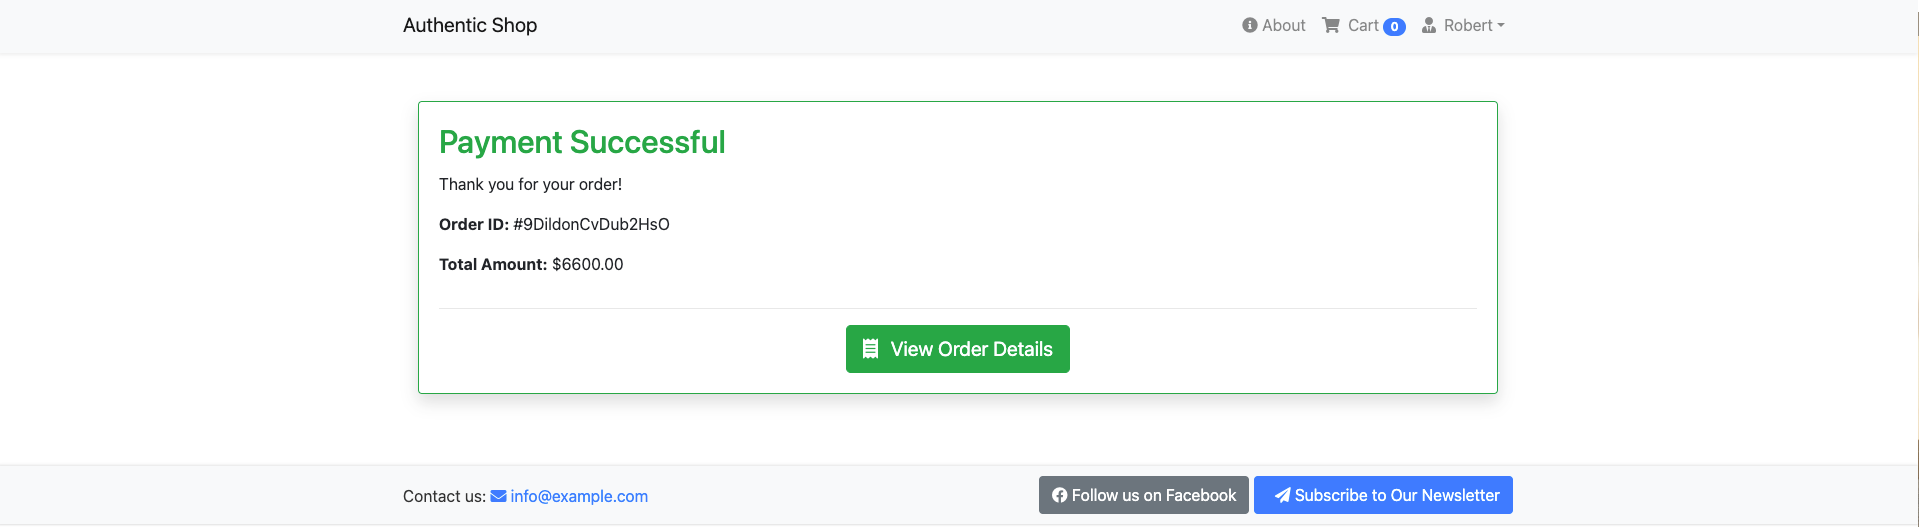 Authentic Shop
About
Cart 0
Robert
Payment Successful
Thank you for your order!
Order ID: #9DildonCvDub2HsO
Total Amount: $6600.00
View Order Details
Contact us: info@example.com
Follow us on Facebook
Subscribe to Our Newsletter